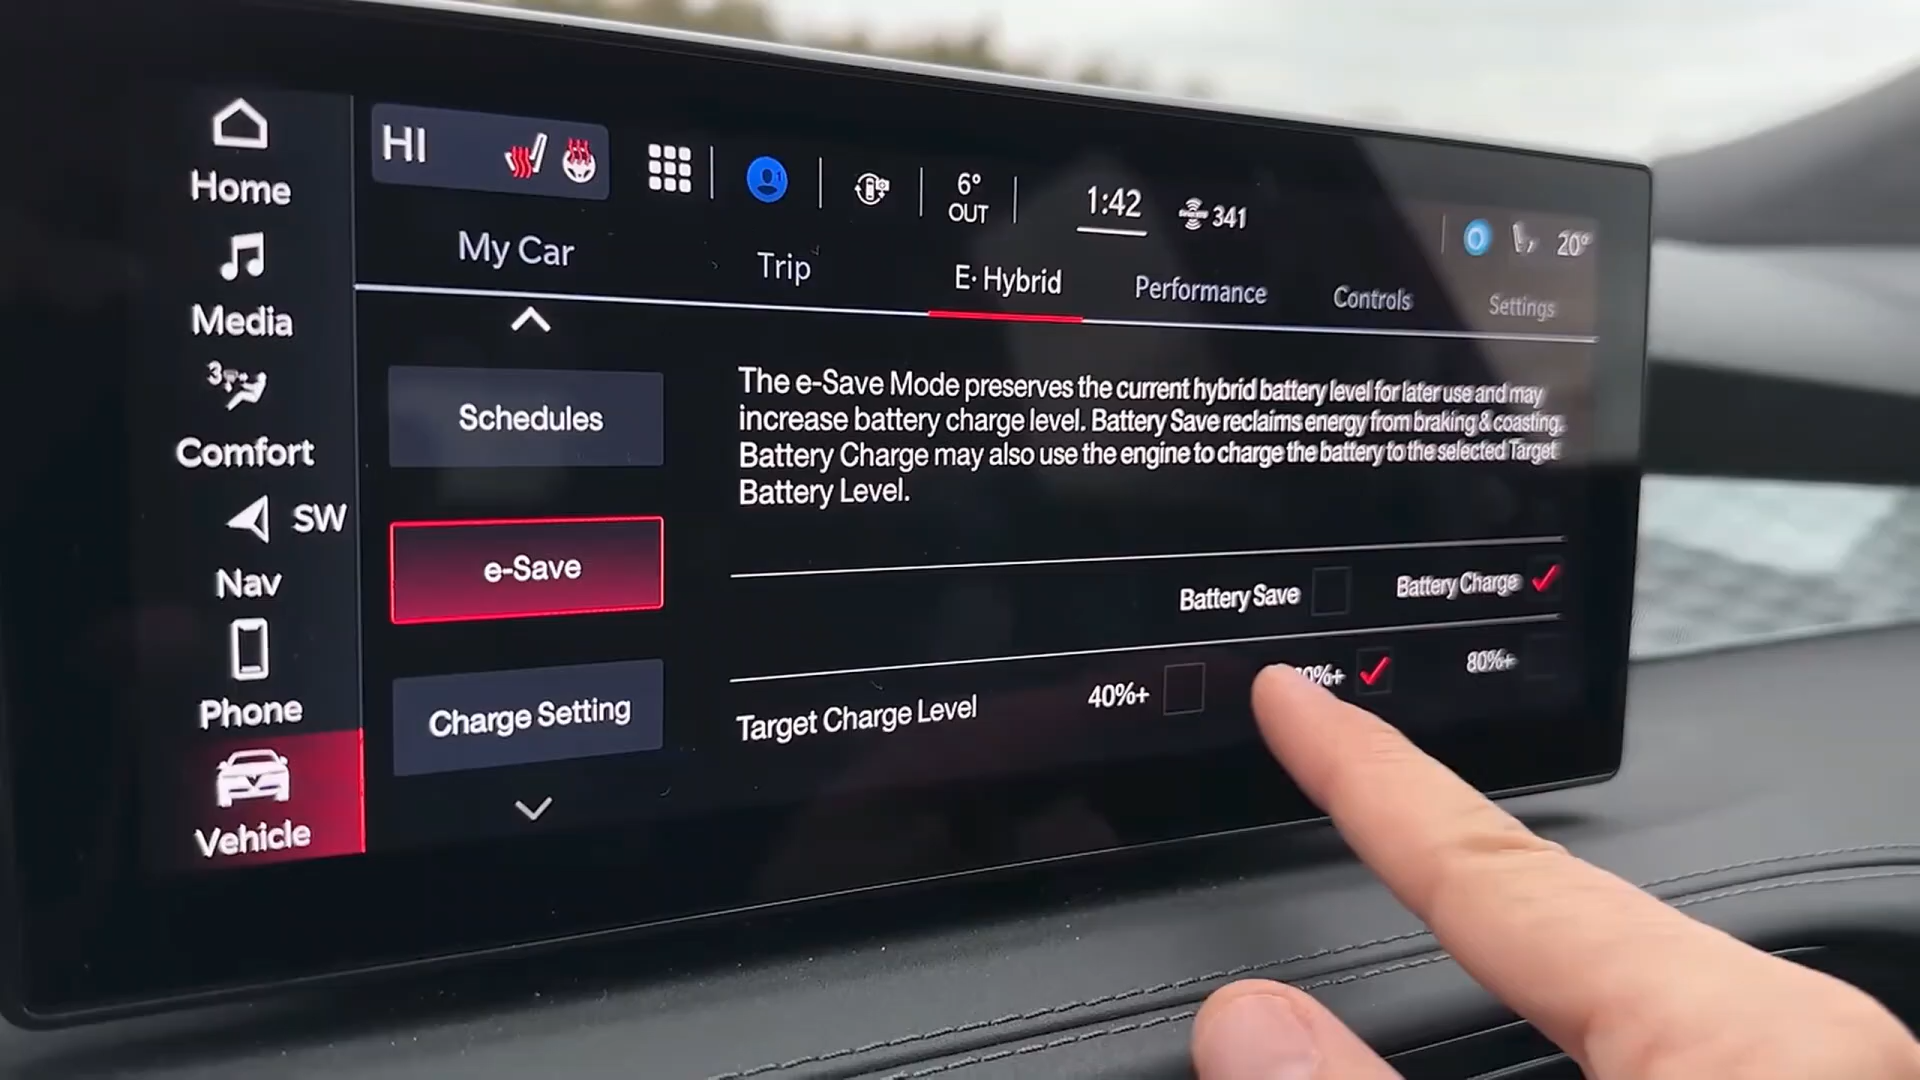 Home
Media
3
Comfort
SW
Nav
Phone
Vehicle
HI
6°
OUT
1:42
341
20°
My Car
Trip
E·Hybrid
Performance
Controls
Settings
Schedules
e-Save
Charge Setting
The e-Save Mode preserves the current hybrid battery level for later use and may
increase battery charge level. Battery Save reclaims energy from braking & coasting.
Battery Charge may also use the engine to charge the battery to the selected Target
Battery Level.
Battery Save
Battery Charge
Target Charge Level
40%+
80%+